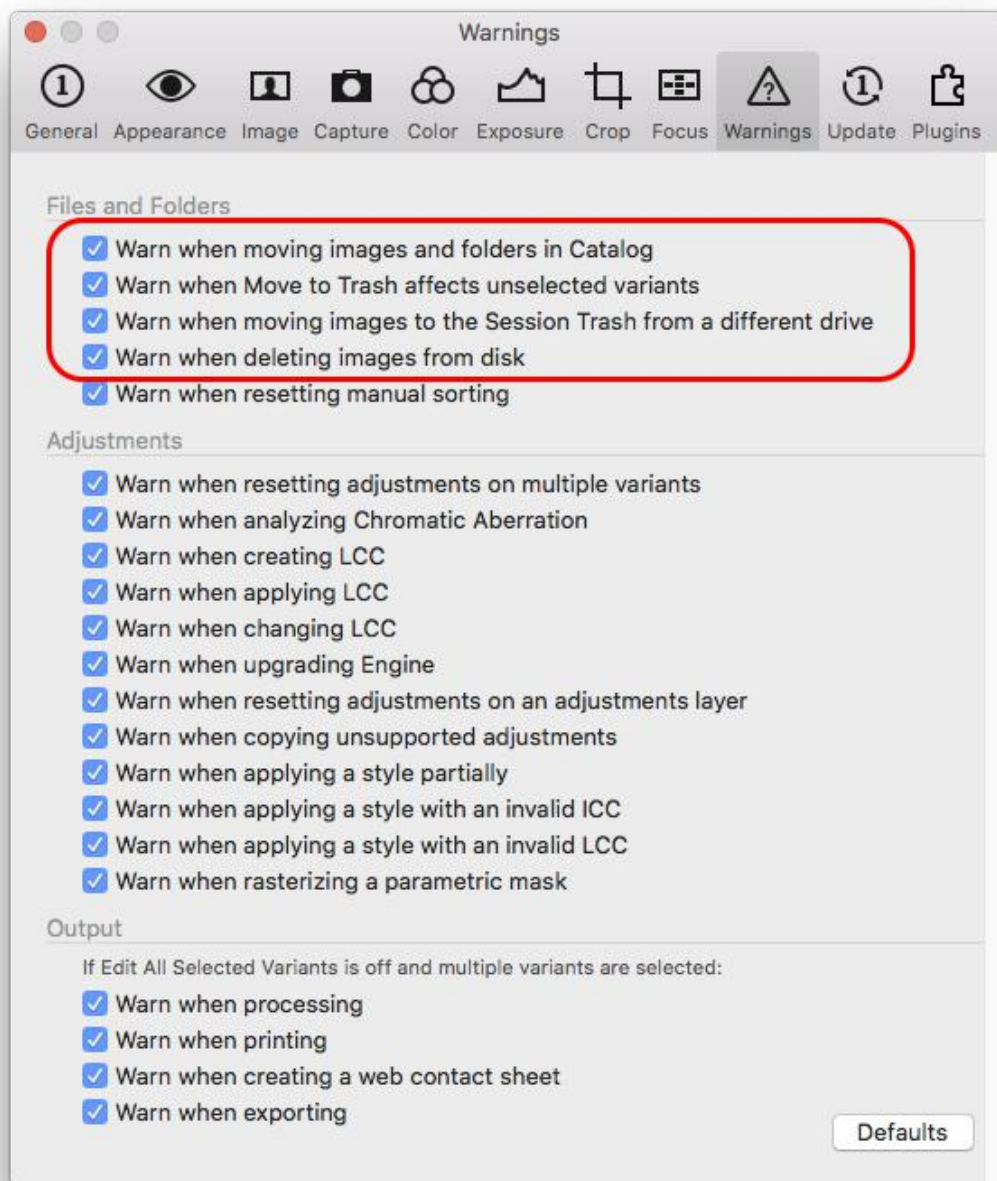 Warnings
General Appearance Image Capture Color Exposure Crop Focus Warnings Update Plugins
Files and Folders
Warn when moving images and folders in Catalog
Warn when Move to Trash affects unselected variants
Warn when moving images to the Session Trash from a different drive
Warn when deleting images from disk
Warn when resetting manual sorting
Adjustments
Warn when resetting adjustments on multiple variants
Warn when analyzing Chromatic Aberration
Warn when creating LCC
Warn when applying LCC
Warn when changing LCC
Warn when upgrading Engine
Warn when resetting adjustments on an adjustments layer
Warn when copying unsupported adjustments
Warn when applying a style partially
Warn when applying a style with an invalid ICC
Warn when applying a style with an invalid LCC
Warn when rasterizing a parametric mask
Output
If Edit All Selected Variants is off and multiple variants are selected:
Warn when processing
Warn when printing
Warn when creating a web contact sheet
Warn when exporting
Defaults